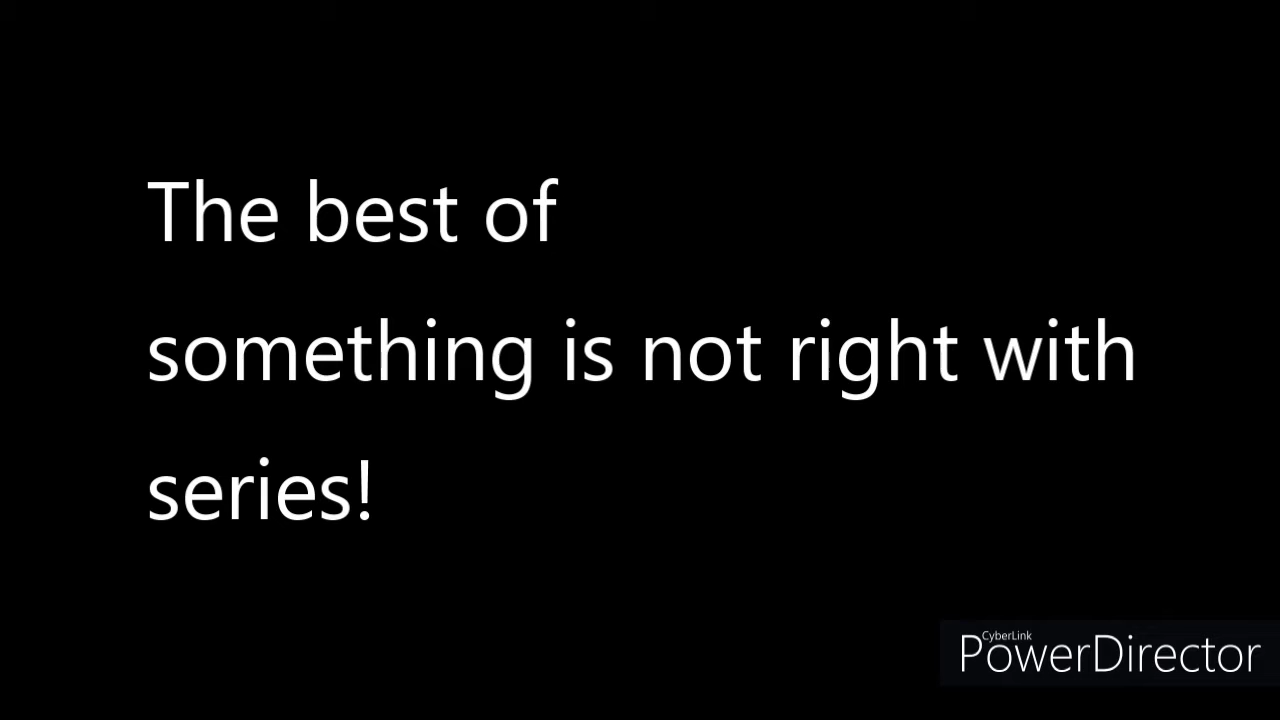 The best of
something is not right with
series!
CyberLink
PowerDirector